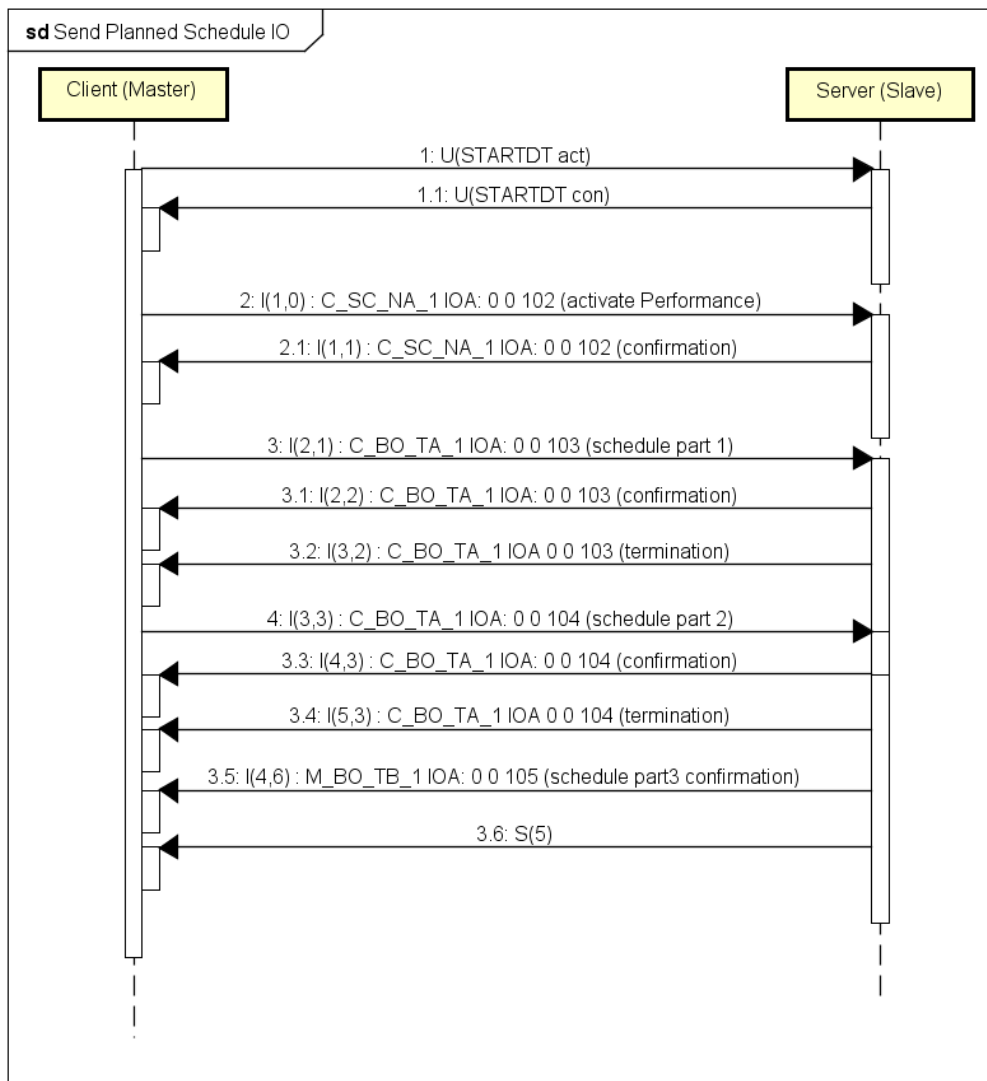 sd Send Planned Schedule IO
Client (Master)
Server (Slave)
1: U(STARTDT act)
1.1: U(STARTDT con)
2: I(1,0) : C_SC_NA_1 IOA: 0 0 102 (activate Performance)
2.1: I(1,1) : C_SC_NA_1 IOA: 0 0 102 (confirmation)
3: I(2,1) : C_BO_TA_1 IOA: 0 0 103 (schedule part 1)
3.1: I(2,2) : C_BO_TA_1 IOA: 0 0 103 (confirmation)
3.2: I(3,2) : C_BO_TA_1 IOA 0 0 103 (termination)
4: I(3,3) : C_BO_TA_1 IOA: 0 0 104 (schedule part 2)
3.3: I(4,3) : C_BO_TA_1 IOA: 0 0 104 (confirmation)
3.4: I(5,3) : C_BO_TA_1 IOA 0 0 104 (termination)
3.5: I(4,6) : M_BO_TB_1 IOA: 0 0 105 (schedule part3 confirmation)
3.6: S(5)